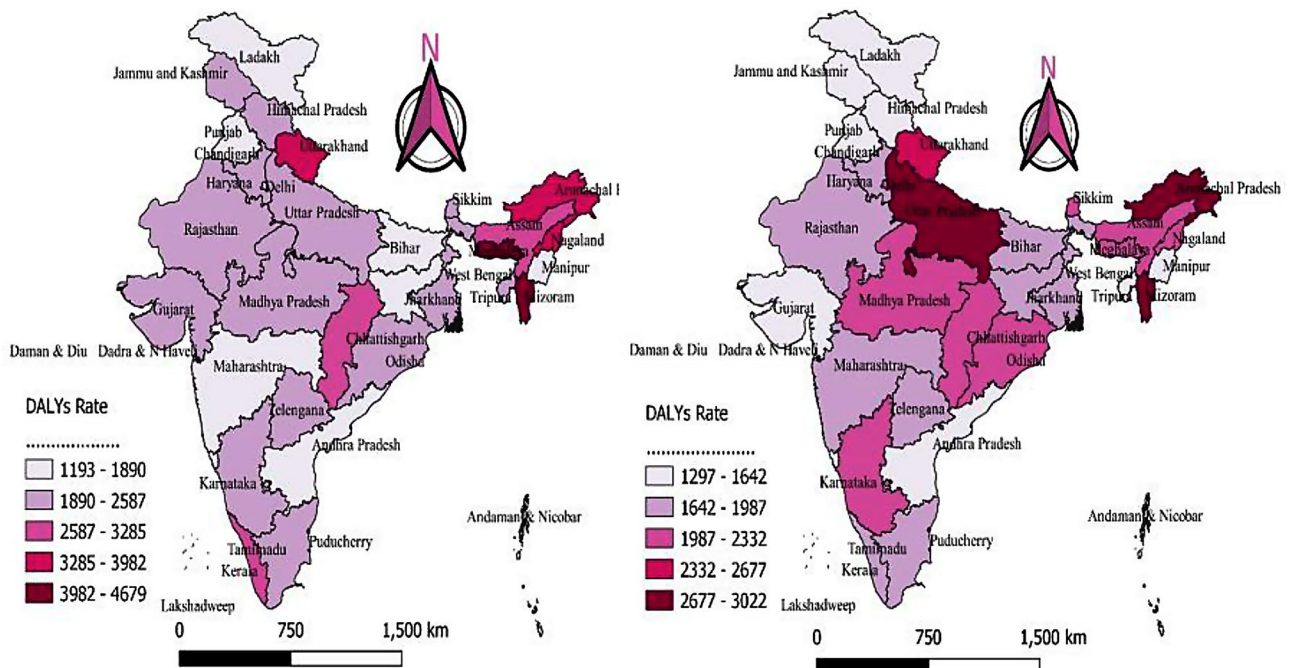 N
Ladakh
Jammu and Kashmir
Himachal Pradesh
Punjab
Chandigarh
Uttarakhand
Haryana
Delhi
Sikkim
Arunachal P
Uttar Pradesh
Assam
Rajasthan
Nagaland
Bihar
Manipur
West Bengal
Madhya Pradesh
Jharkhand
Tripura
Mizoram
Gujarat
Chhattishgarh
Daman & Diu
Dadra & N Haveli
Odisha
Maharashtra
DALYs Rate
....................
Telengana
Andhra Pradesh
1193 - 1890
1890 - 2587
Karnataka
2587 - 3285
Andaman & Nicobar
Puducherry
3285 - 3982
Tamilnadu
Kerala
3982 - 4679
Lakshadweep
0 750 1,500 km
N
Ladakh
Jammu and Kashmir
Himachal Pradesh
Punjab
Chandigarh
Uttarakhand
Haryana
Delhi
Sikkim
Arunachal Pradesh
Uttar Pradesh
Assam
Rajasthan
Nagaland
Bihar
Meghalaya
Manipur
West Bengal
Madhya Pradesh
Jharkhand
Tripura
Mizoram
Gujarat
Chhattishgarh
Daman & Diu
Dadra & N Haveli
Odisha
Maharashtra
DALYs Rate
....................
Telengana
Andhra Pradesh
1297 - 1642
1642 - 1987
Karnataka
1987 - 2332
Andaman & Nicobar
Puducherry
2332 - 2677
Tamilnadu
Kerala
2677 - 3022
Lakshadweep
0 750 1,500 km